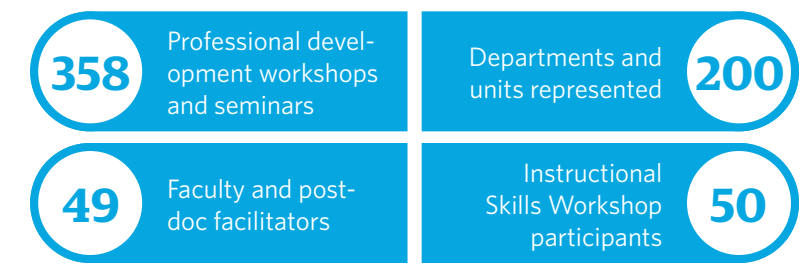 358
Professional devel-
opment workshops
and seminars
Departments and
units represented
200
49
Faculty and post-
doc facilitators
Instructional
Skills Workshop
participants
50